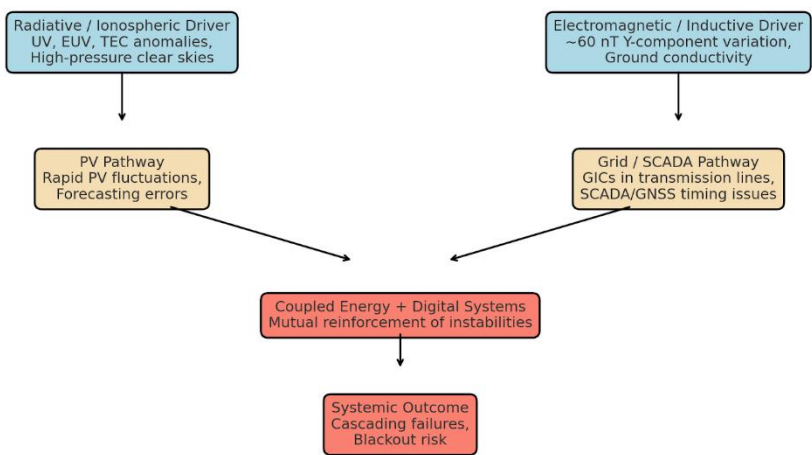 Radiative / Ionospheric Driver
UV, EUV, TEC anomalies,
High-pressure clear skies
Electromagnetic / Inductive Driver
~60 nT Y-component variation,
Ground conductivity
PV Pathway
Rapid PV fluctuations,
Forecasting errors
Grid / SCADA Pathway
GICs in transmission lines,
SCADA/GNSS timing issues
Coupled Energy + Digital Systems
Mutual reinforcement of instabilities
Systemic Outcome
Cascading failures,
Blackout risk